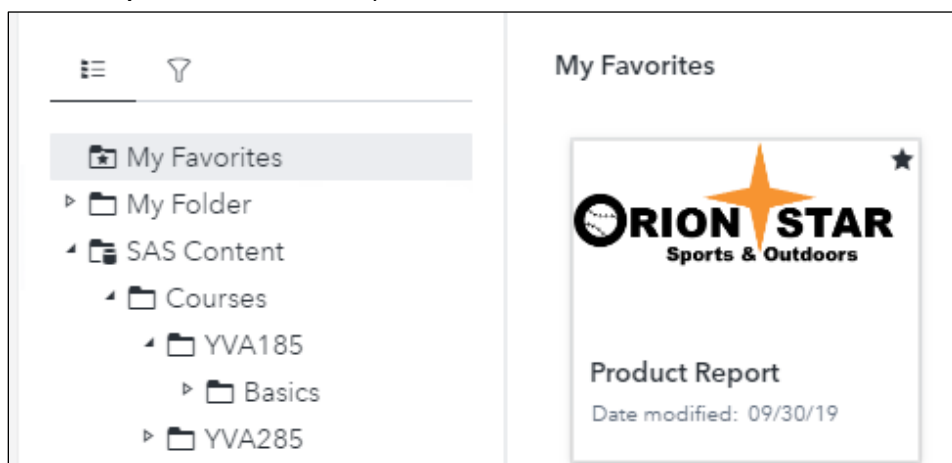 My Favorites
My Favorites
My Folder
SAS Content
Courses
YVA185
Basics
YVA285
ORION STAR
Sports & Outdoors
Product Report
Date modified: 09/30/19